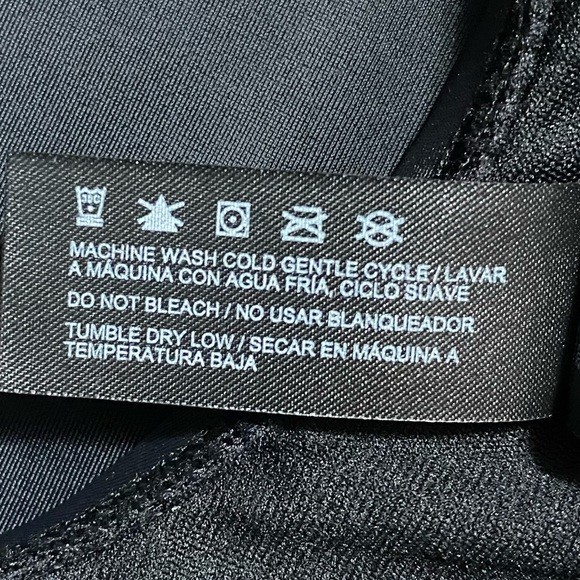 30C
MACHINE WASH COLD GENTLE CYCLE / LAVAR
A MÁQUINA CON AGUA FRÍA, CICLO SUAVE
DO NOT BLEACH / NO USAR BLANQUEADOR
TUMBLE DRY LOW / SECAR EN MÁQUINA A
TEMPERATURA BAJA